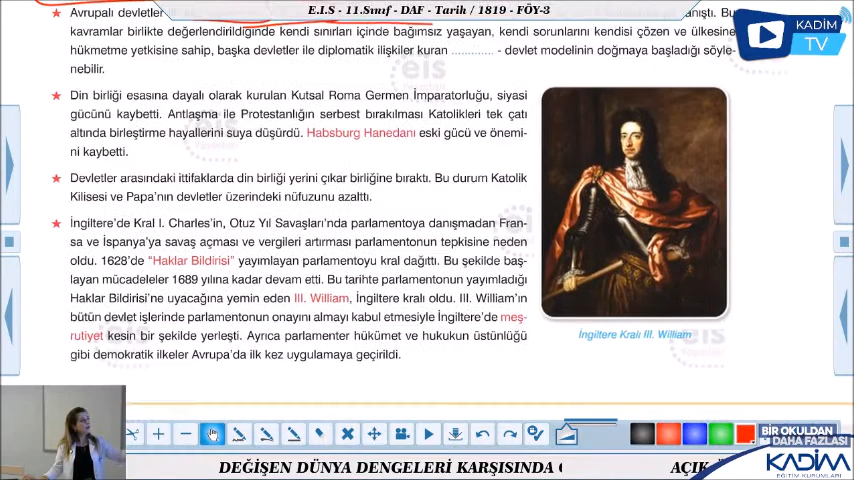 E.I.S - 11.Sınıf - DAF - Tarih / 1819 - FÖY-3
KADİM
TV
★ Avrupalı devletler
kavramlar birlikte değerlendirildiğinde kendi sınırları içinde bağımsız yaşayan, kendi sorunlarını kendisi çözen ve ülkesine
hükmetme yetkisine sahip, başka devletler ile diplomatik ilişkiler kuran ............ - devlet modelinin doğmaya başladığı söyle-
nebilir.
★ Din birliği esasına dayalı olarak kurulan Kutsal Roma Germen İmparatorluğu, siyasi
gücünü kaybetti. Antlaşma ile Protestanlığın serbest bırakılması Katolikleri tek çatı
altında birleştirme hayallerini suya düşürdü. Habsburg Hanedanı eski gücü ve önemi-
ni kaybetti.
★ Devletler arasındaki ittifaklarda din birliği yerini çıkar birliğine bıraktı. Bu durum Katolik
Kilisesi ve Papa'nın devletler üzerindeki nüfuzunu azalttı.
★ İngiltere'de Kral I. Charles'in, Otuz Yıl Savaşları'nda parlamentoya danışmadan Fran-
sa ve İspanya'ya savaş açması ve vergileri artırması parlamentonun tepkisine neden
oldu. 1628'de "Haklar Bildirisi" yayımlayan parlamentoyu kral dağıttı. Bu şekilde baş-
layan mücadeleler 1689 yılına kadar devam etti. Bu tarihte parlamentonun yayımladığı
Haklar Bildirisi'ne uyacağına yemin eden III. William, İngiltere kralı oldu. III. William'ın
bütün devlet işlerinde parlamentonun onayını almayı kabul etmesiyle İngiltere'de meş-
rutiyet kesin bir şekilde yerleşti. Ayrıca parlamenter hükümet ve hukukun üstünlüğü
gibi demokratik ilkeler Avrupa'da ilk kez uygulamaya geçirildi.
İngiltere Kralı III. William
BİR OKULDAN
DAHA FAZLASI
KADİM
EĞİTİM KURUMLARI
DEĞİŞEN DÜNYA DENGELERİ KARŞISINDA
AÇIK